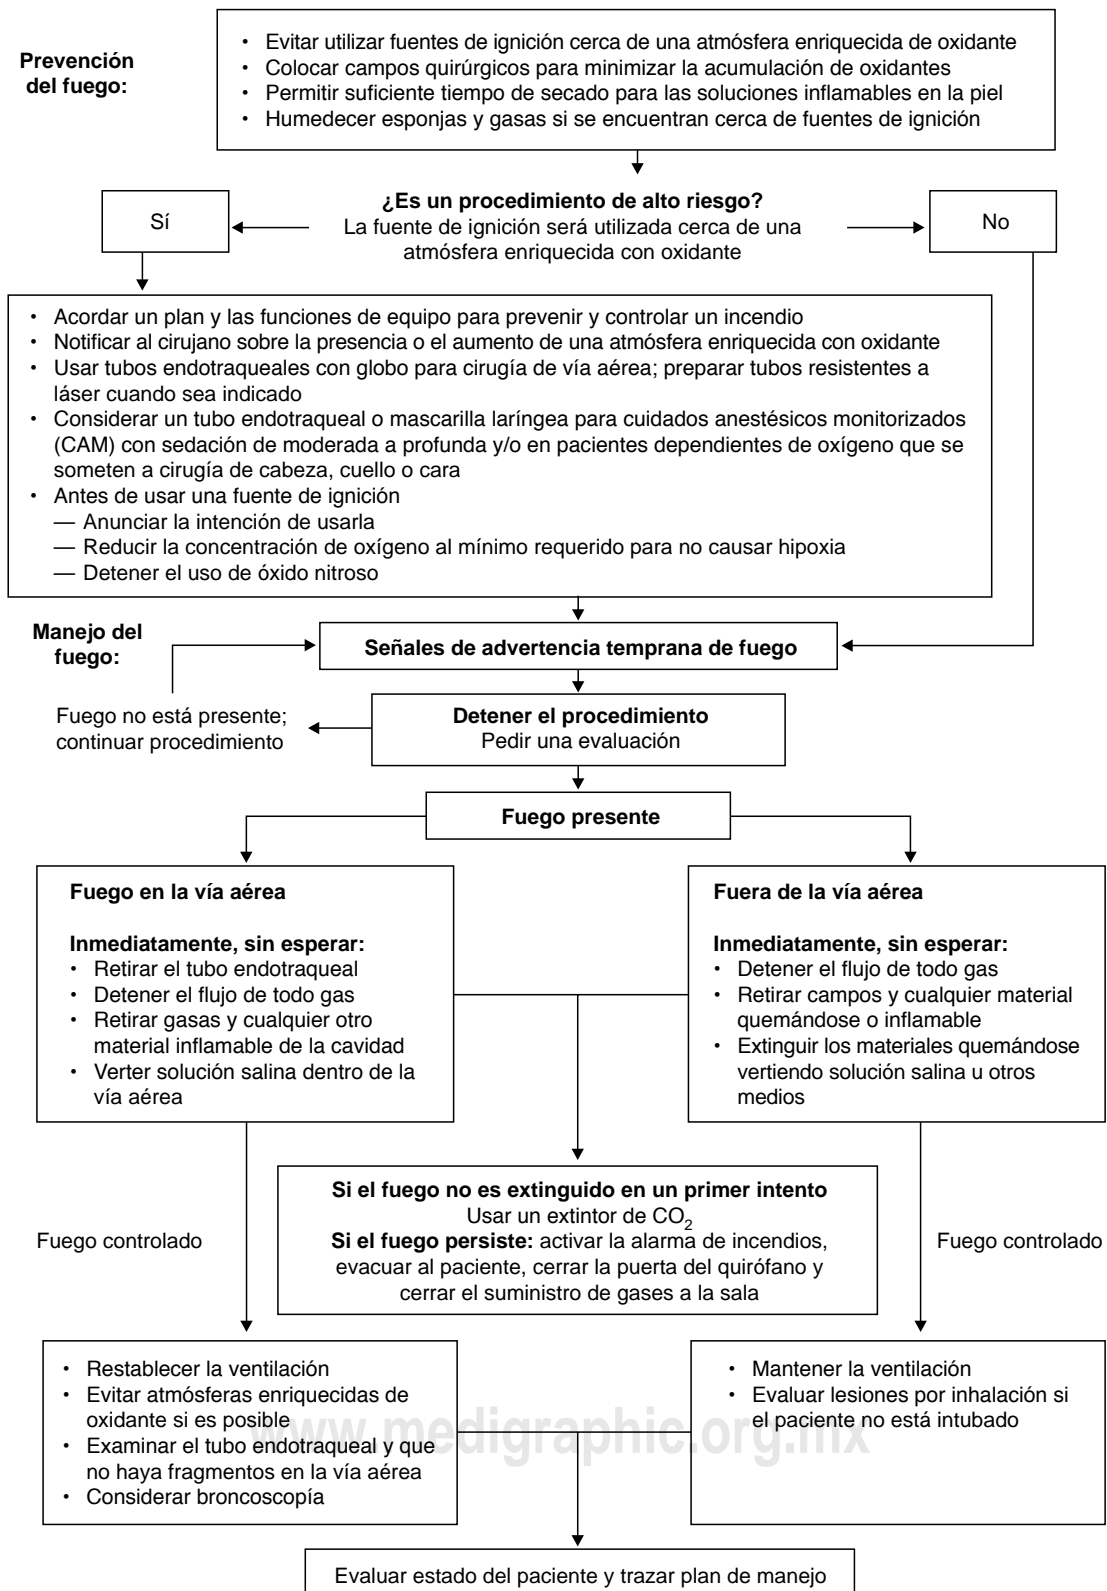 Prevención
del fuego:
• Evitar utilizar fuentes de ignición cerca de una atmósfera enriquecida de oxidante
• Colocar campos quirúrgicos para minimizar la acumulación de oxidantes
• Permitir suficiente tiempo de secado para las soluciones inflamables en la piel
• Humedecer esponjas y gasas si se encuentran cerca de fuentes de ignición
Sí
¿Es un procedimiento de alto riesgo?
La fuente de ignición será utilizada cerca de una
atmósfera enriquecida con oxidante
No
• Acordar un plan y las funciones de equipo para prevenir y controlar un incendio
• Notificar al cirujano sobre la presencia o el aumento de una atmósfera enriquecida con oxidante
• Usar tubos endotraqueales con globo para cirugía de vía aérea; preparar tubos resistentes a
láser cuando sea indicado
• Considerar un tubo endotraqueal o mascarilla laríngea para cuidados anestésicos monitorizados
(CAM) con sedación de moderada a profunda y/o en pacientes dependientes de oxígeno que se
someten a cirugía de cabeza, cuello o cara
• Antes de usar una fuente de ignición
— Anunciar la intención de usarla
— Reducir la concentración de oxígeno al mínimo requerido para no causar hipoxia
— Detener el uso de óxido nitroso
Manejo del
fuego:
Señales de advertencia temprana de fuego
Fuego no está presente;
continuar procedimiento
Detener el procedimiento
Pedir una evaluación
Fuego presente
Fuego en la vía aérea
Inmediatamente, sin esperar:
• Retirar el tubo endotraqueal
• Detener el flujo de todo gas
• Retirar gasas y cualquier otro
material inflamable de la cavidad
• Verter solución salina dentro de la
vía aérea
Fuera de la vía aérea
Inmediatamente, sin esperar:
• Detener el flujo de todo gas
• Retirar campos y cualquier material
quemándose o inflamable
• Extinguir los materiales quemándose
vertiendo solución salina u otros
medios
Si el fuego no es extinguido en un primer intento
Usar un extintor de CO₂
Si el fuego persiste: activar la alarma de incendios,
evacuar al paciente, cerrar la puerta del quirófano y
cerrar el suministro de gases a la sala
Fuego controlado
Fuego controlado
• Restablecer la ventilación
• Evitar atmósferas enriquecidas de
oxidante si es posible
• Examinar el tubo endotraqueal y que
no haya fragmentos en la vía aérea
• Considerar broncoscopía
• Mantener la ventilación
• Evaluar lesiones por inhalación si
el paciente no está intubado
www.medigraphic.org.mx
Evaluar estado del paciente y trazar plan de manejo